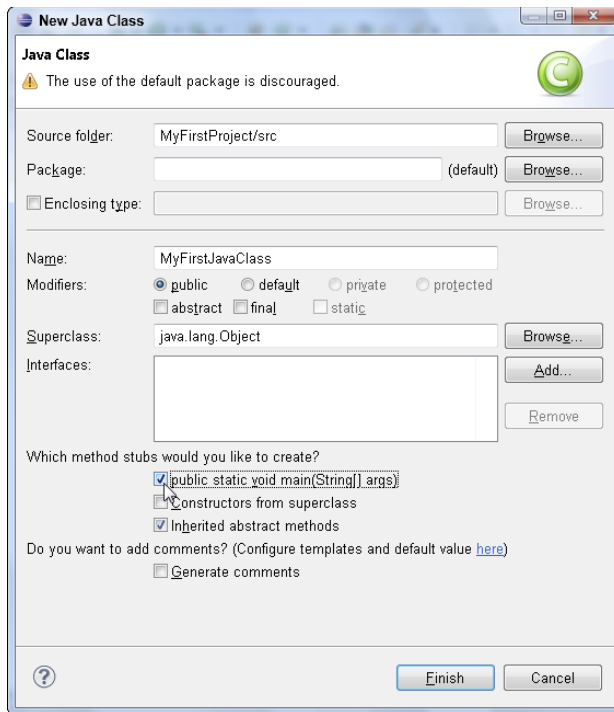 New Java Class
Java Class
The use of the default package is discouraged.
Source folder: MyFirstProject/src Browse...
Package: (default) Browse...
Enclosing type: Browse...
Name: MyFirstJavaClass
Modifiers: public default private protected
abstract final static
Superclass: java.lang.Object Browse...
Interfaces: Add...
Remove
Which method stubs would you like to create?
public static void main(String[] args)
Constructors from superclass
Inherited abstract methods
Do you want to add comments? (Configure templates and default value here)
Generate comments
? Finish Cancel